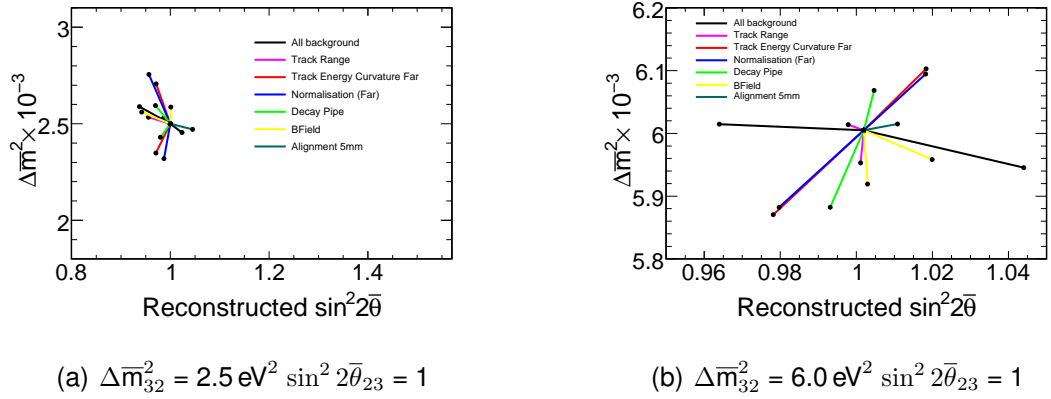 3
2.5
2
Δm̅² × 10⁻³
0.8 1 1.2 1.4
Reconstructed sin²2θ̅
All background
Track Range
Track Energy Curvature Far
Normalisation (Far)
Decay Pipe
BField
Alignment 5mm
(a) Δm̅²₃₂ = 2.5 eV² sin² 2θ̅₂₃ = 1
6.2
6.1
6
5.9
5.8
Δm̅² × 10⁻³
0.96 0.98 1 1.02 1.04
Reconstructed sin²2θ̅
All background
Track Range
Track Energy Curvature Far
Normalisation (Far)
Decay Pipe
BField
Alignment 5mm
(b) Δm̅²₃₂ = 6.0 eV² sin² 2θ̅₂₃ = 1